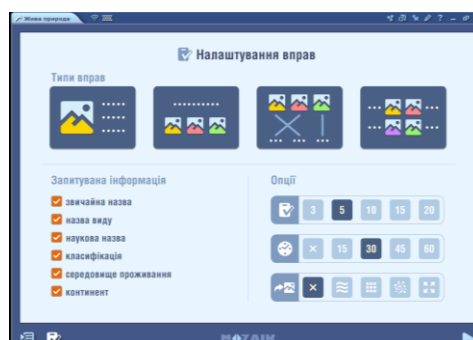 Жива природа
Налаштування вправ
Типи вправ
Запитувана інформація
звичайна назва
назва виду
наукова назва
класифікація
середовище проживання
континент
Опції
3 5 10 15 20
× 15 30 45 60
×
MOZAIK